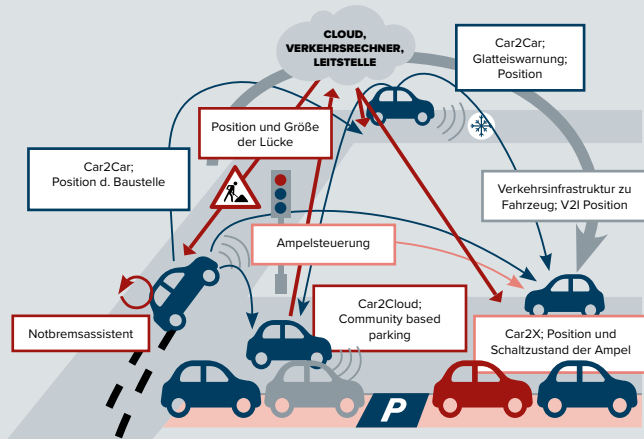 CLOUD,
VERKEHRSRECHNER,
LEITSTELLE
Car2Car;
Glatteiswarnung;
Position
Position und Größe
der Lücke
Car2Car;
Position d. Baustelle
Verkehrsinfrastruktur zu
Fahrzeug; V2I Position
Ampelsteuerung
Notbremsassistent
Car2Cloud;
Community based
parking
Car2X; Position und
Schaltzustand der Ampel
P